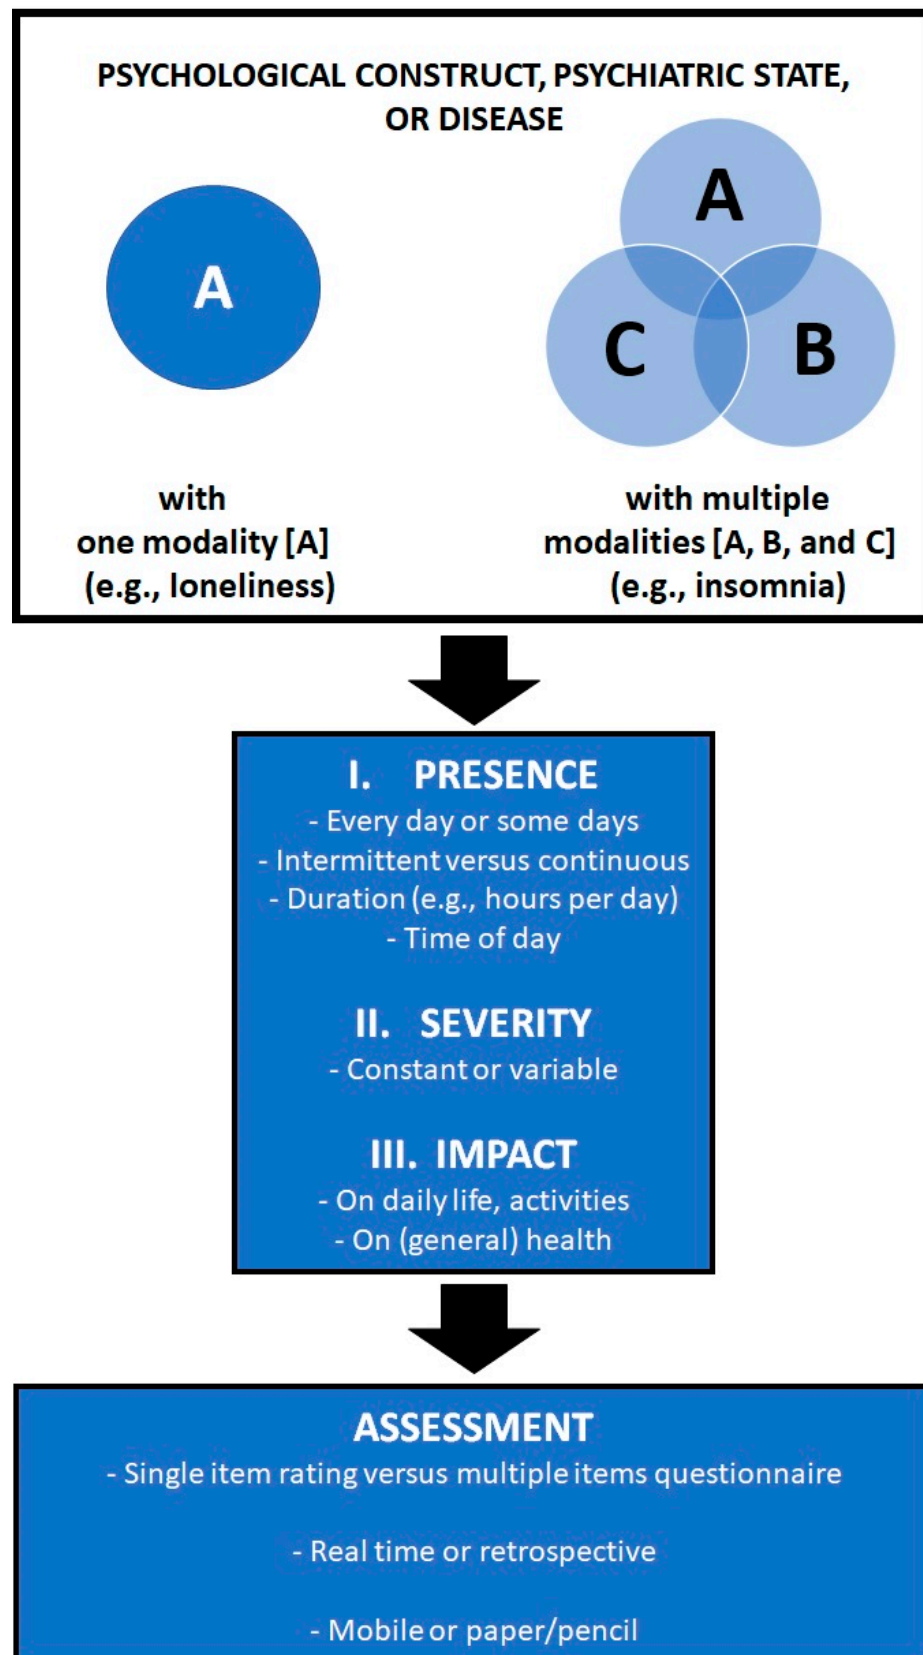 PSYCHOLOGICAL CONSTRUCT, PSYCHIATRIC STATE,
OR DISEASE
A
A
C
B
with
one modality [A]
(e.g., loneliness)
with multiple
modalities [A, B, and C]
(e.g., insomnia)
I. PRESENCE
- Every day or some days
- Intermittent versus continuous
- Duration (e.g., hours per day)
- Time of day
II. SEVERITY
- Constant or variable
III. IMPACT
- On daily life, activities
- On (general) health
ASSESSMENT
- Single item rating versus multiple items questionnaire
- Real time or retrospective
- Mobile or paper/pencil